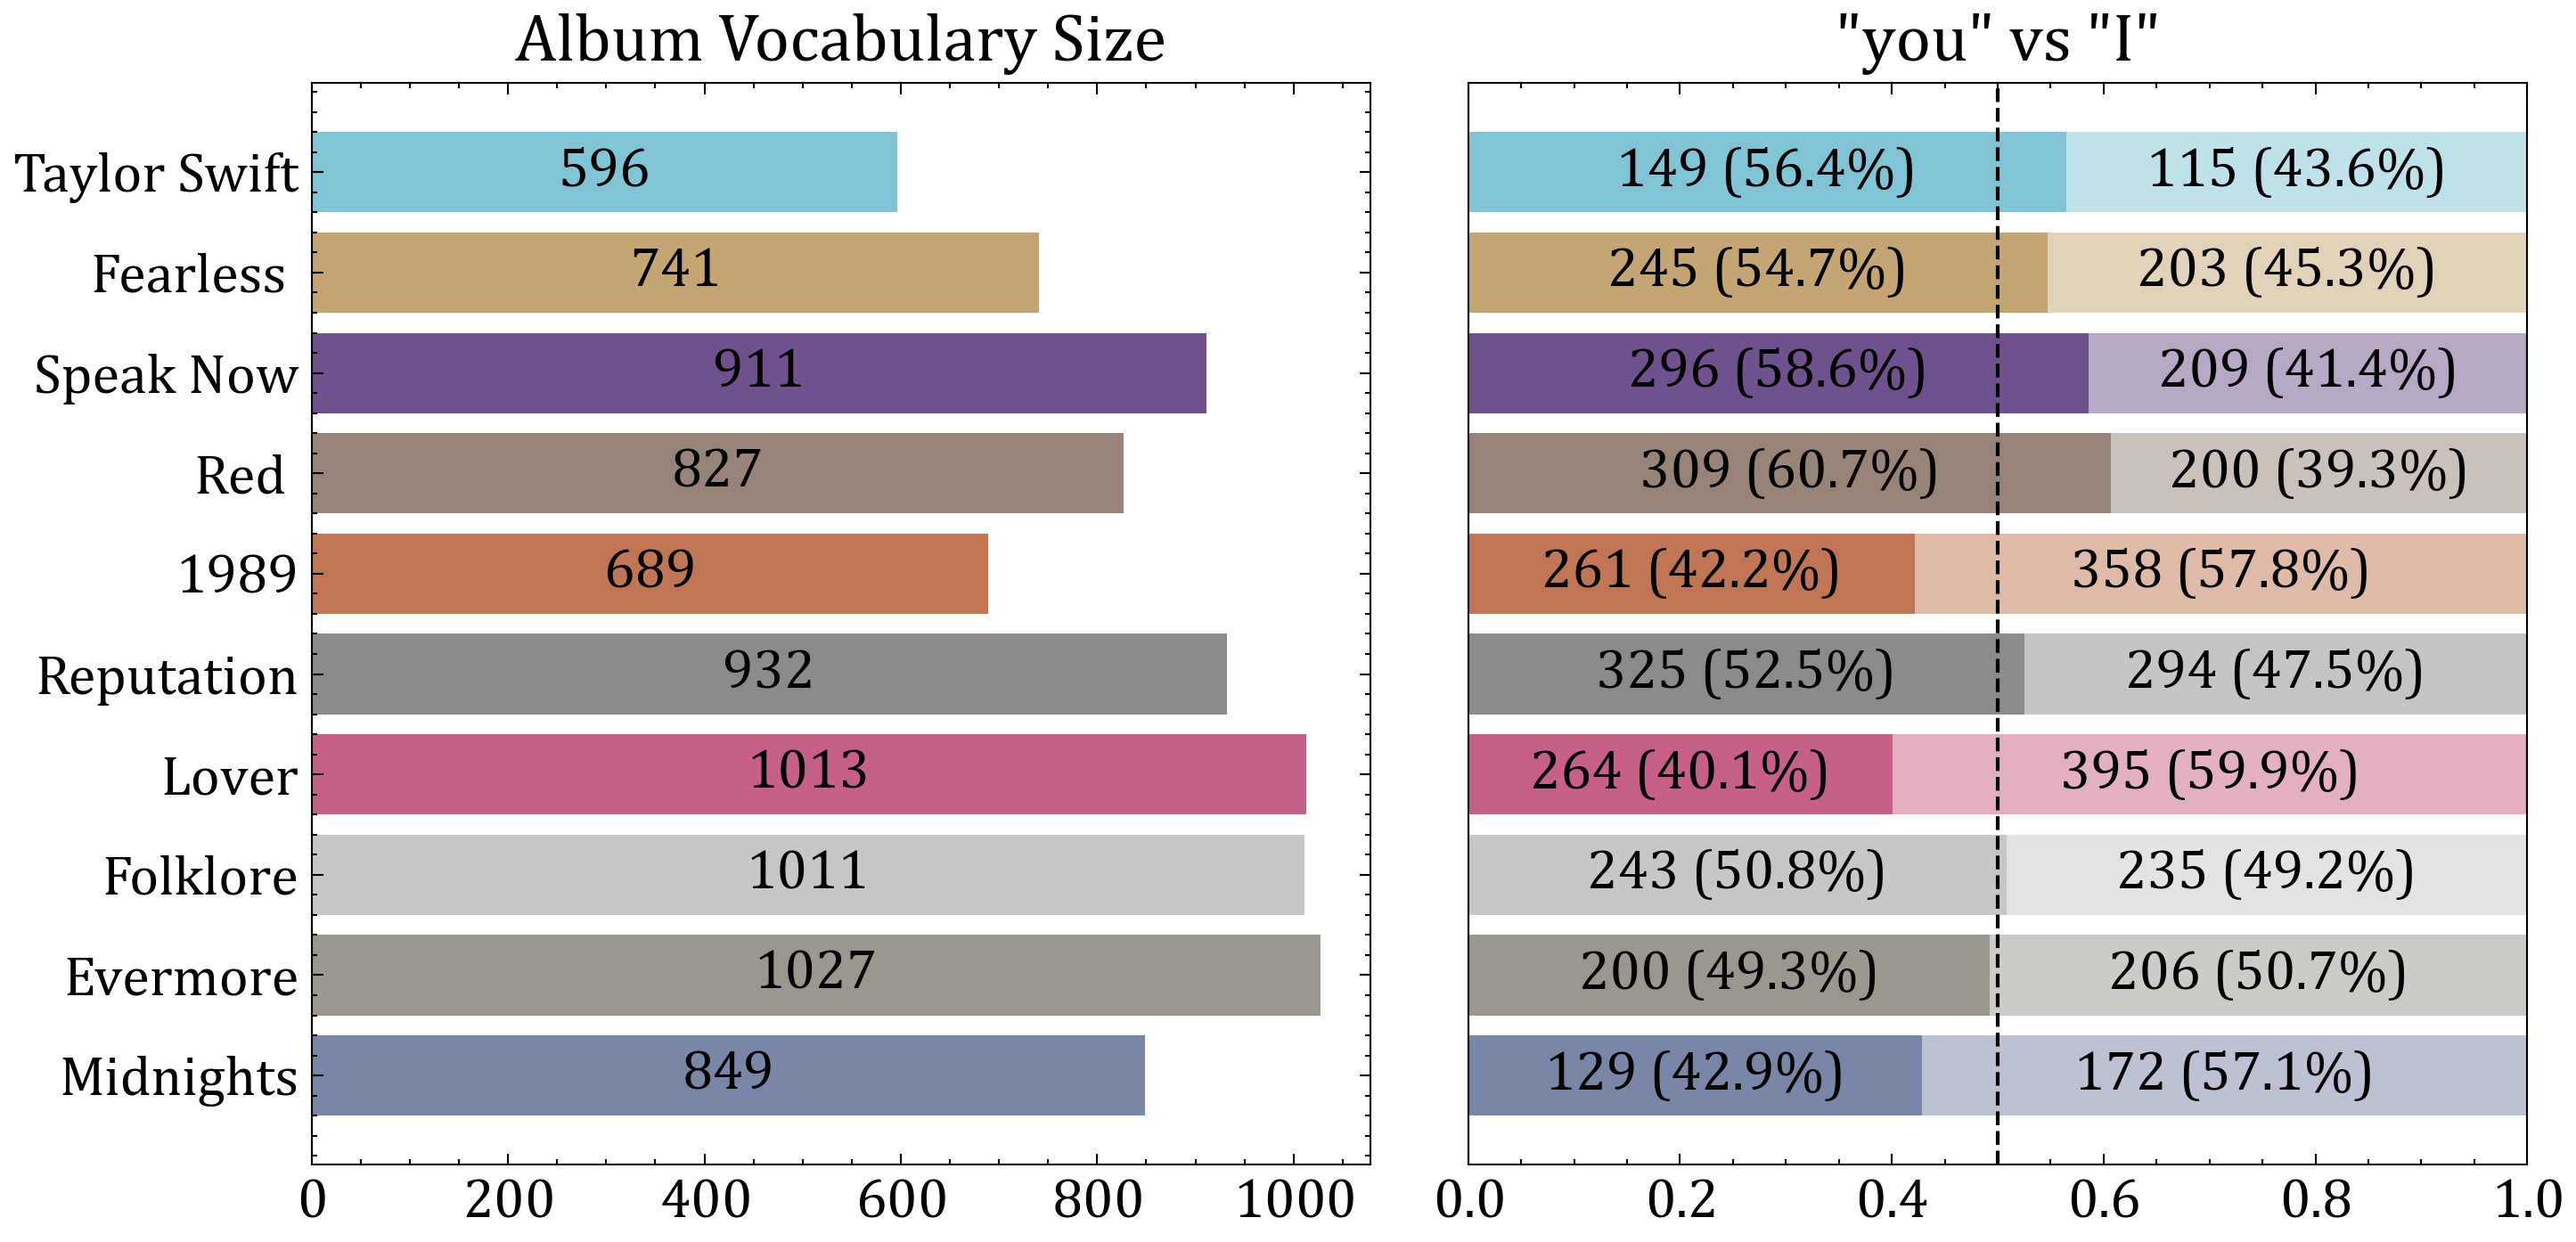 Album Vocabulary Size
"you" vs "I"
Taylor Swift 596 149 (56.4%) 115 (43.6%)
Fearless 741 245 (54.7%) 203 (45.3%)
Speak Now 911 296 (58.6%) 209 (41.4%)
Red 827 309 (60.7%) 200 (39.3%)
1989 689 261 (42.2%) 358 (57.8%)
Reputation 932 325 (52.5%) 294 (47.5%)
Lover 1013 264 (40.1%) 395 (59.9%)
Folklore 1011 243 (50.8%) 235 (49.2%)
Evermore 1027 200 (49.3%) 206 (50.7%)
Midnights 849 129 (42.9%) 172 (57.1%)
0 200 400 600 800 1000
0.0 0.2 0.4 0.6 0.8 1.0